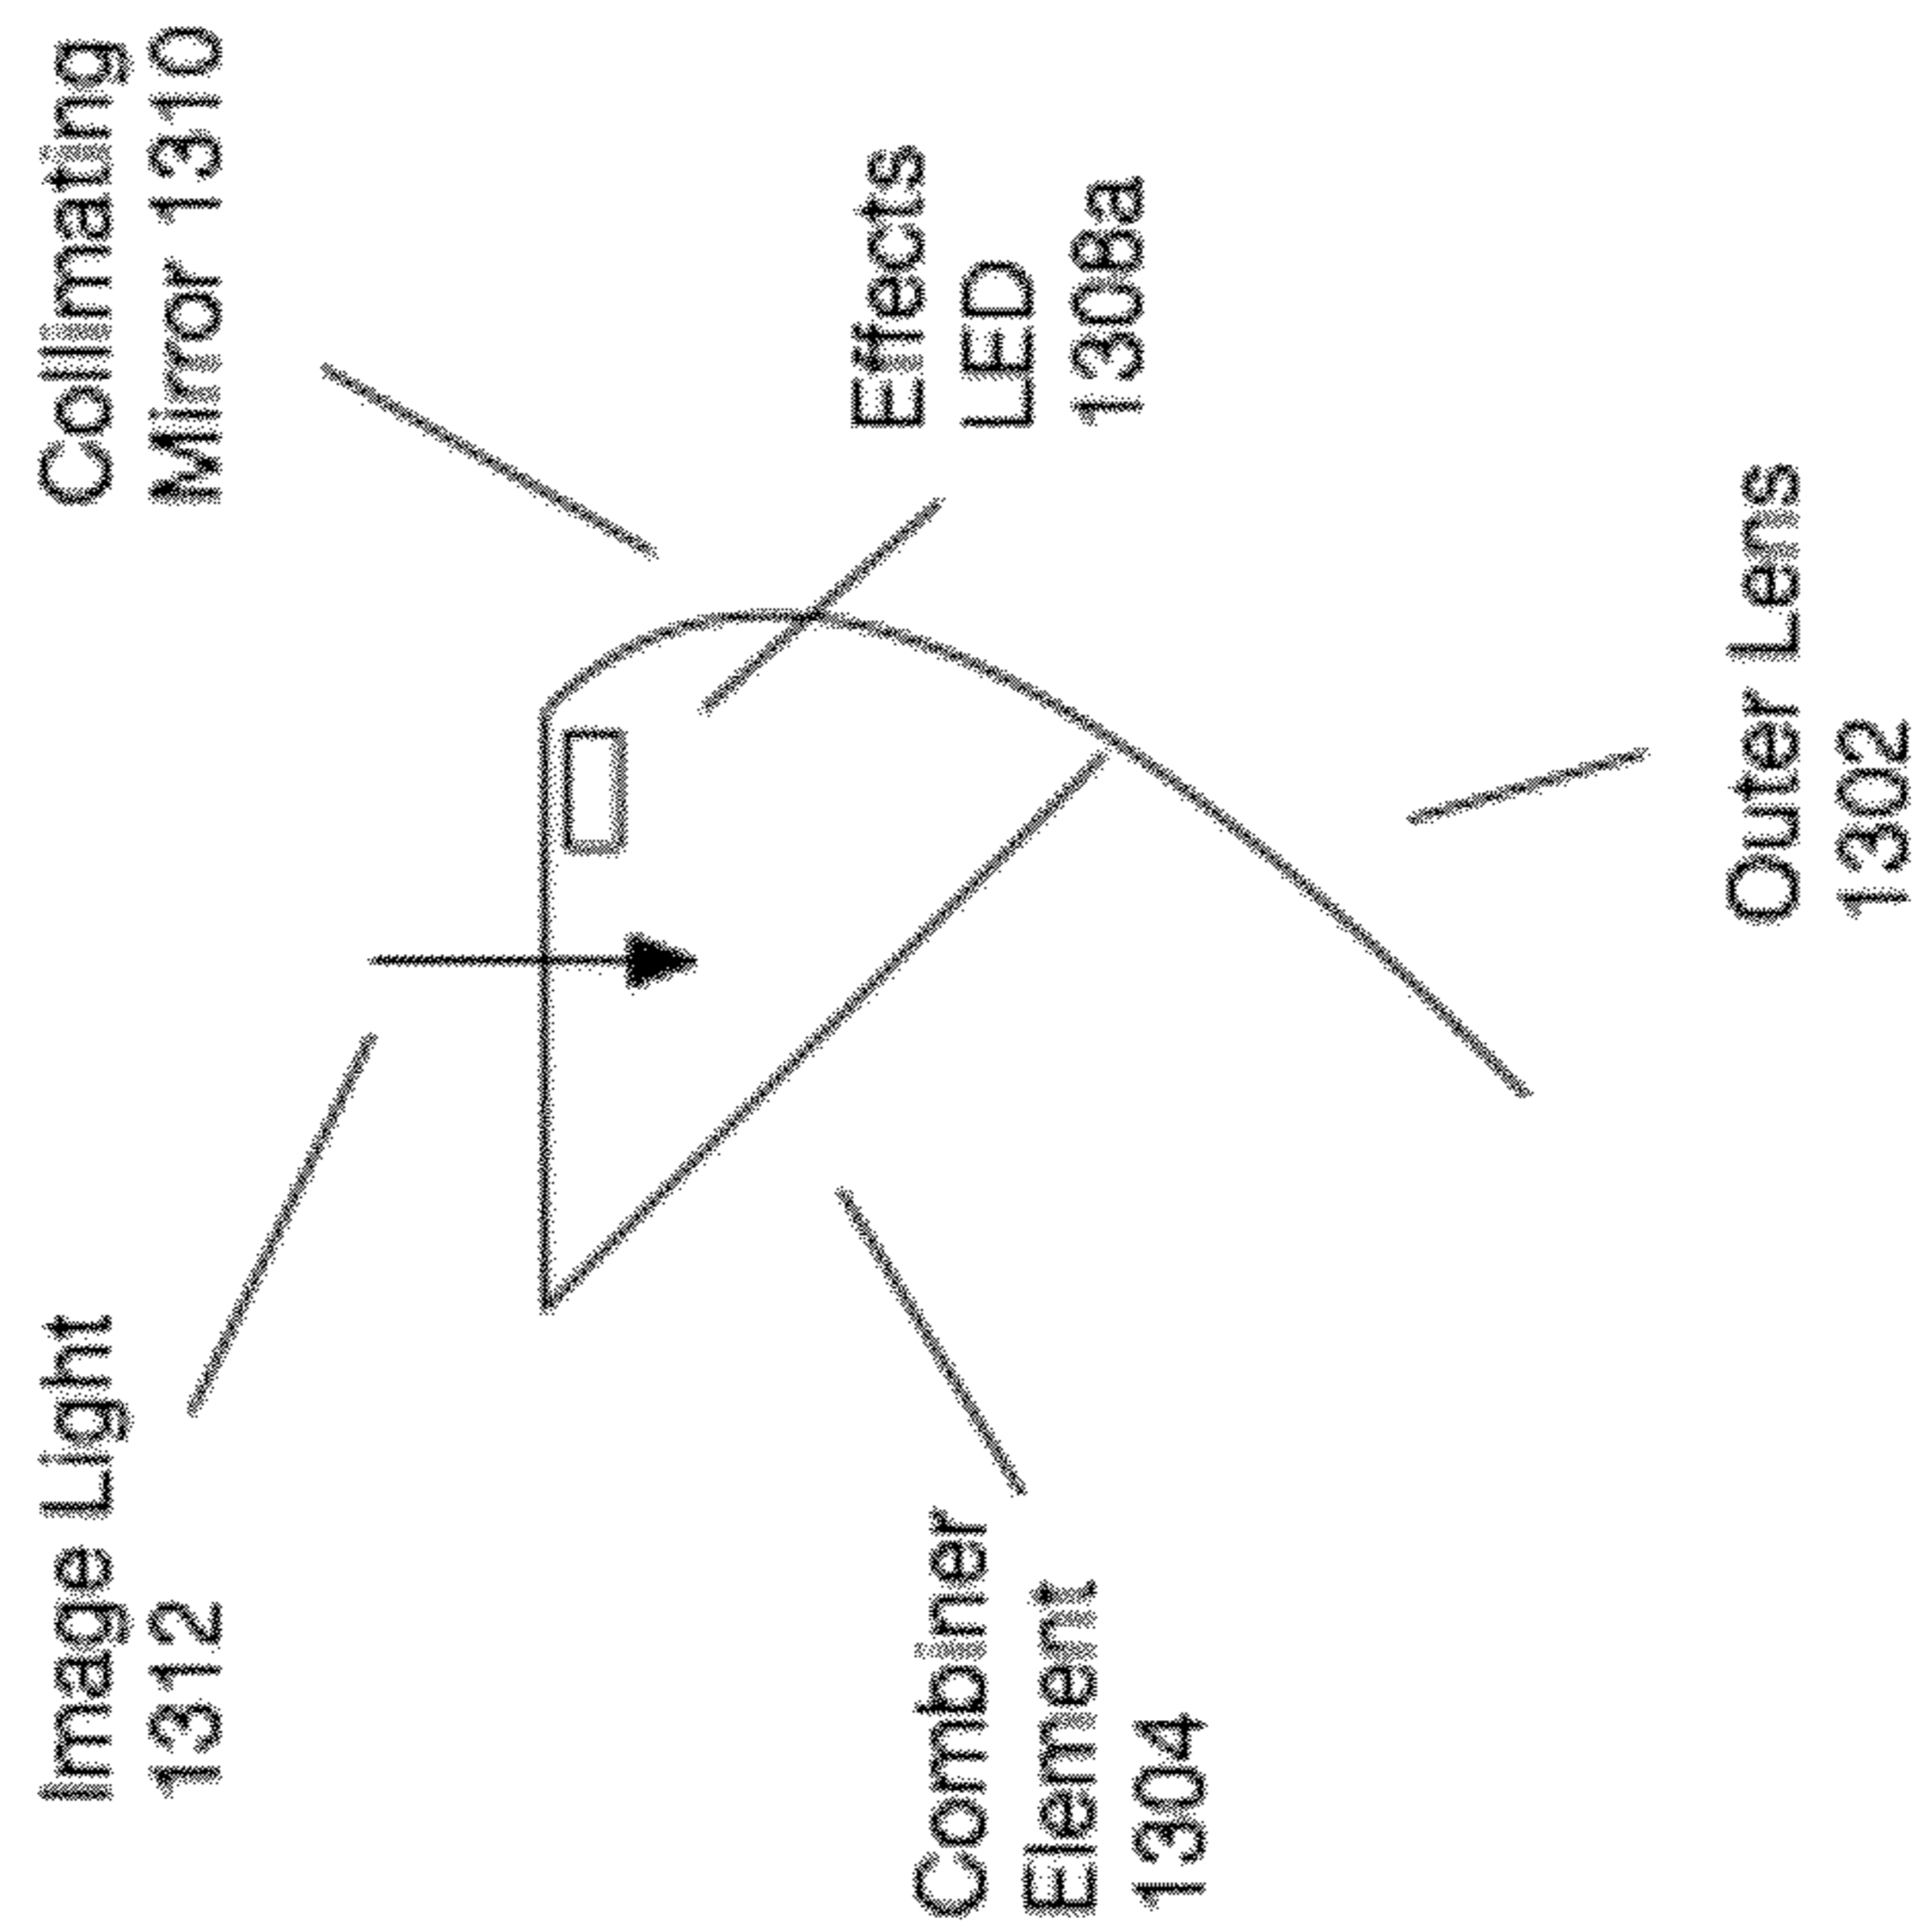 Image Light
1312
Collimating
Mirror 1310
Effects
LED
1308a
Combiner
Element
1304
Outer Lens
1302